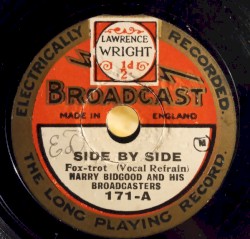 LAWRENCE
WRIGHT
1d
2
ELECTRICALLY RECORDED.
BROADCAST
MADE IN ENGLAND
SIDE BY SIDE
Fox-trot (Vocal Refrain)
HARRY BIDGOOD AND HIS
BROADCASTERS
171-A
THE LONG PLAYING RECORD.